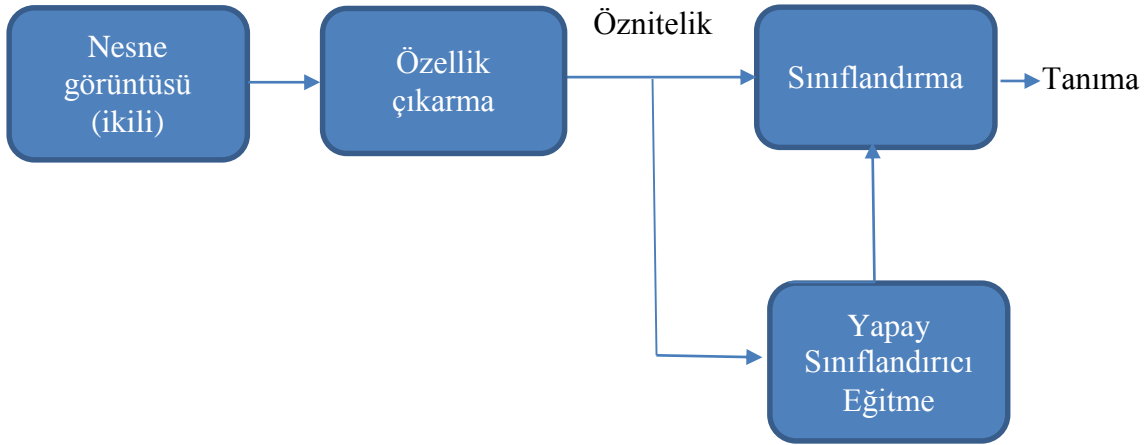 Nesne
görüntüsü
(ikili)
Özellik
çıkarma
Öznitelik
Sınıflandırma
Tanıma
Yapay
Sınıflandırıcı
Eğitme